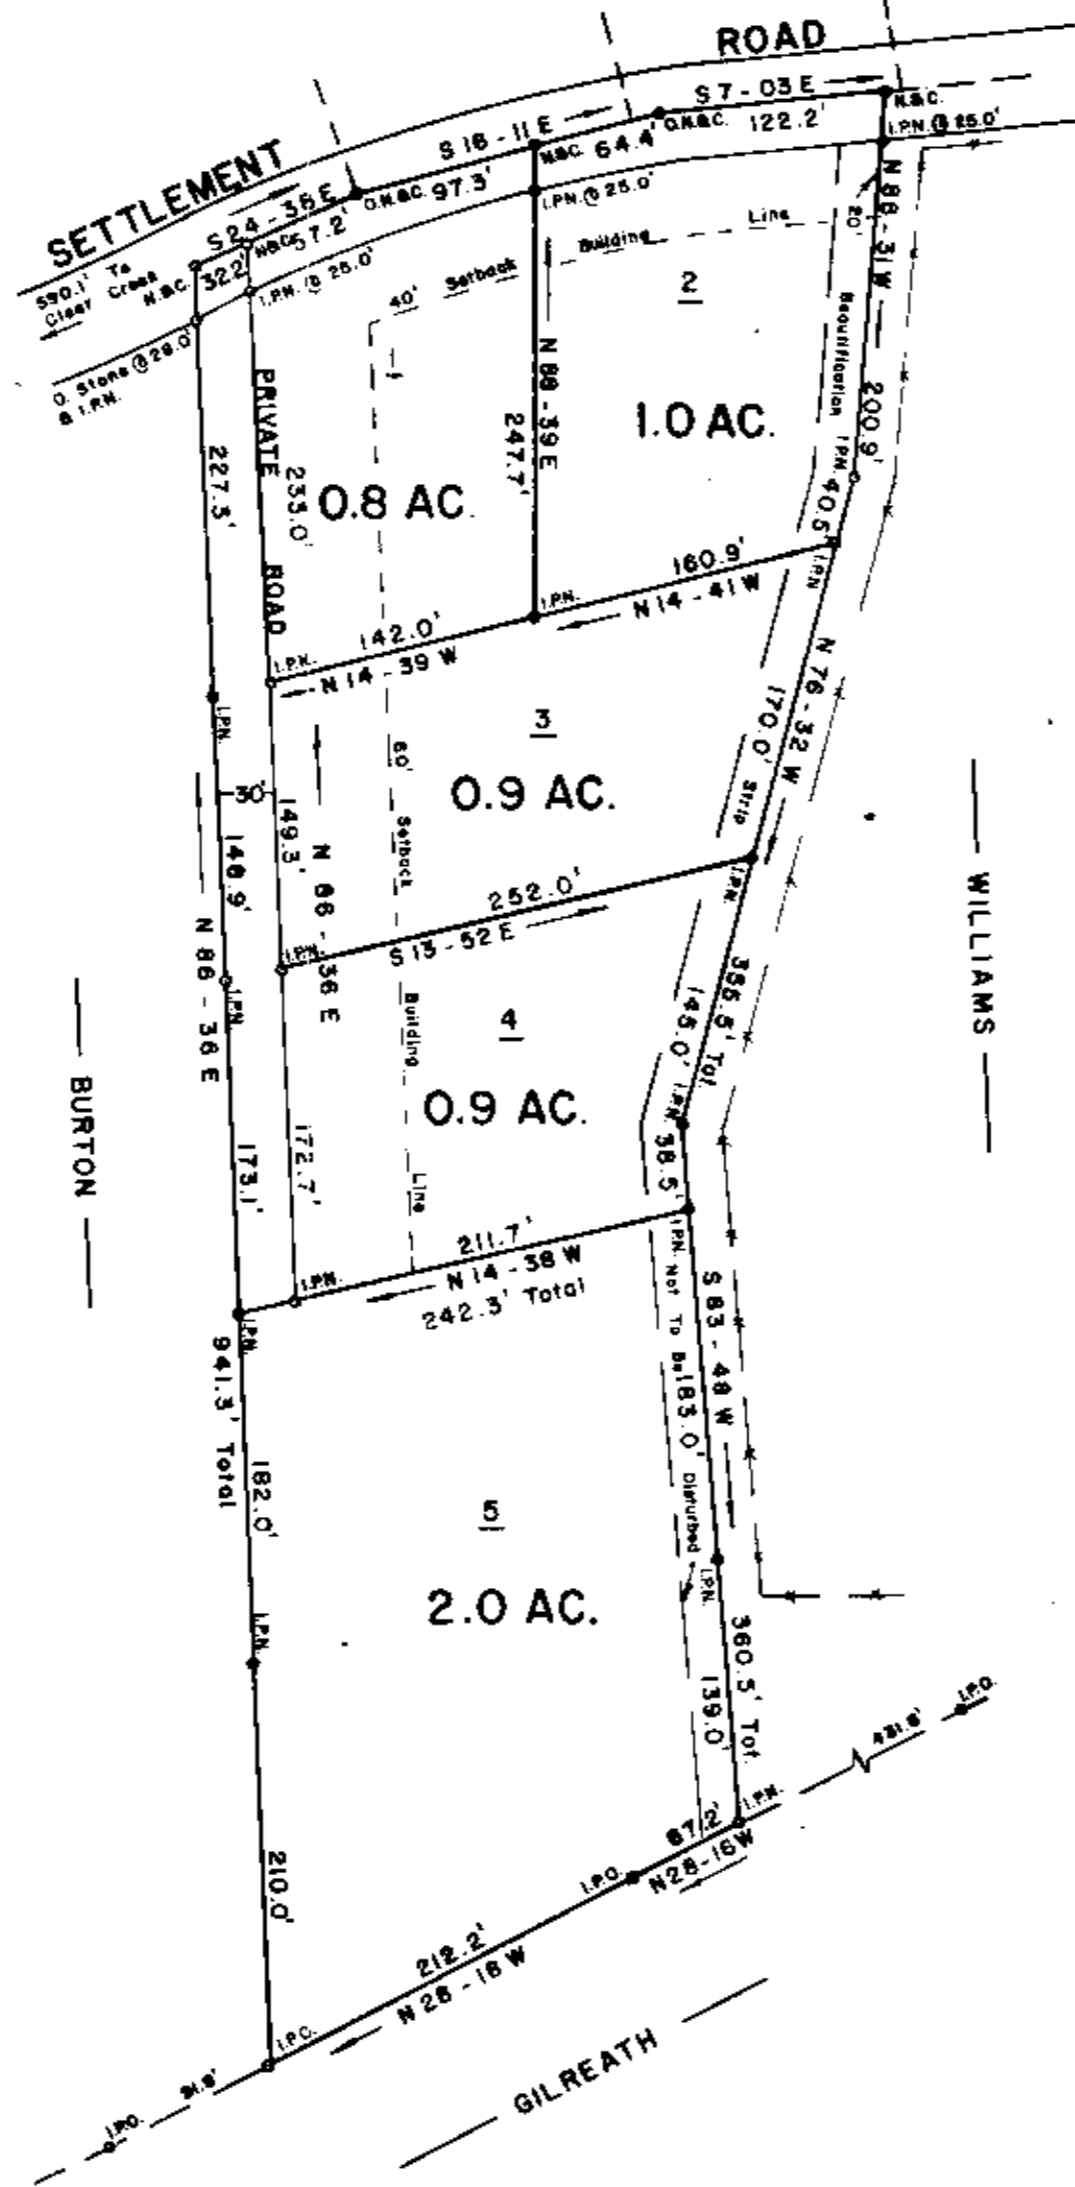 ROAD
SETTLEMENT
S 7 - 03 E
122.2'
N.&C.
I.P.N. @ 25.0'
S 16 - 11 E
O.N.&C.
N.&C. 64.4'
O.N.&C. 97.3'
I.P.N. @ 25.0'
S 24 - 36 E
N.&C. 57.2'
I.P.N. @ 25.0'
590.1' To
Clear Creek
N.&C. 32.2'
O. Stone @ 28.0'
& I.P.N.
40' Setback Building Line
20'
2
1.0 AC.
N 88 - 31 W
200.9'
Beautification
I.P.N. 40.5'
I.P.N.
N 88 - 39 E
247.7'
PRIVATE ROAD
233.0'
227.3'
0.8 AC.
160.9'
N 14 - 41 W
I.P.N.
142.0'
N 14 - 39 W
I.P.N.
I.P.N.
3
0.9 AC.
60' Setback
30'
149.3'
N 86 - 36 E
148.9'
N 86 - 36 E
N 76 - 32 W
170.0'
Strip
252.0'
S 13 - 52 E
I.P.N.
I.P.N.
I.P.N.
WILLIAMS
BURTON
355.5' Tot.
145.0'
I.P.N.
4
0.9 AC.
Building
Line
172.7'
173.1'
38.5'
211.7'
N 14 - 38 W
242.3' Total
I.P.N.
I.P.N.
I.P.N.
Not To Be
Disturbed
S 83 - 48 W
183.0'
941.3' Total
182.0'
5
2.0 AC.
I.P.N.
I.P.N.
360.5' Tot.
139.0'
I.P.O.
431.8'
I.P.N.
67.2'
N 28 - 16 W
I.P.O.
210.0'
212.2'
N 28 - 16 W
I.P.O.
I.P.O.
GILREATH